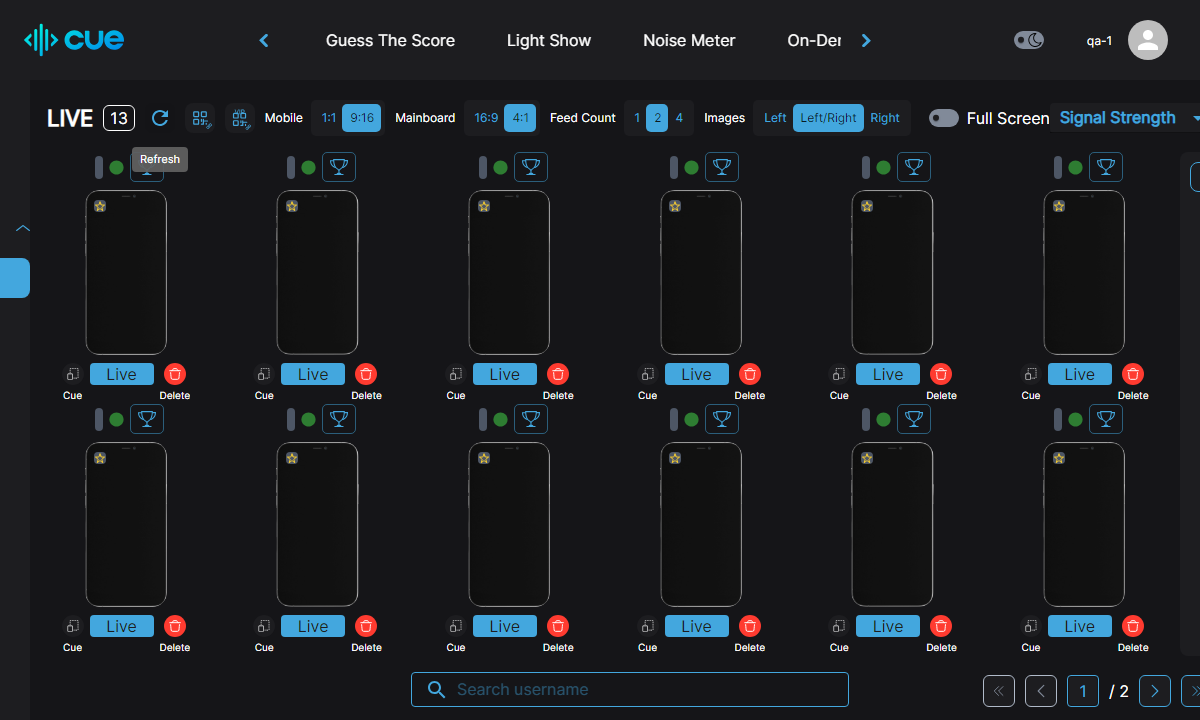 cue
Guess The Score
Light Show
Noise Meter
On-Der
qa-1
LIVE 13
Mobile 1:1 9:16
Mainboard 16:9 4:1
Feed Count 1 2 4
Images Left Left/Right Right
Full Screen
Signal Strength
Refresh
Live Live Live Live Live Live
Cue Delete Cue Delete Cue Delete Cue Delete Cue Delete Cue Delete
Live Live Live Live Live Live
Cue Delete Cue Delete Cue Delete Cue Delete Cue Delete Cue Delete
Search username
1 / 2